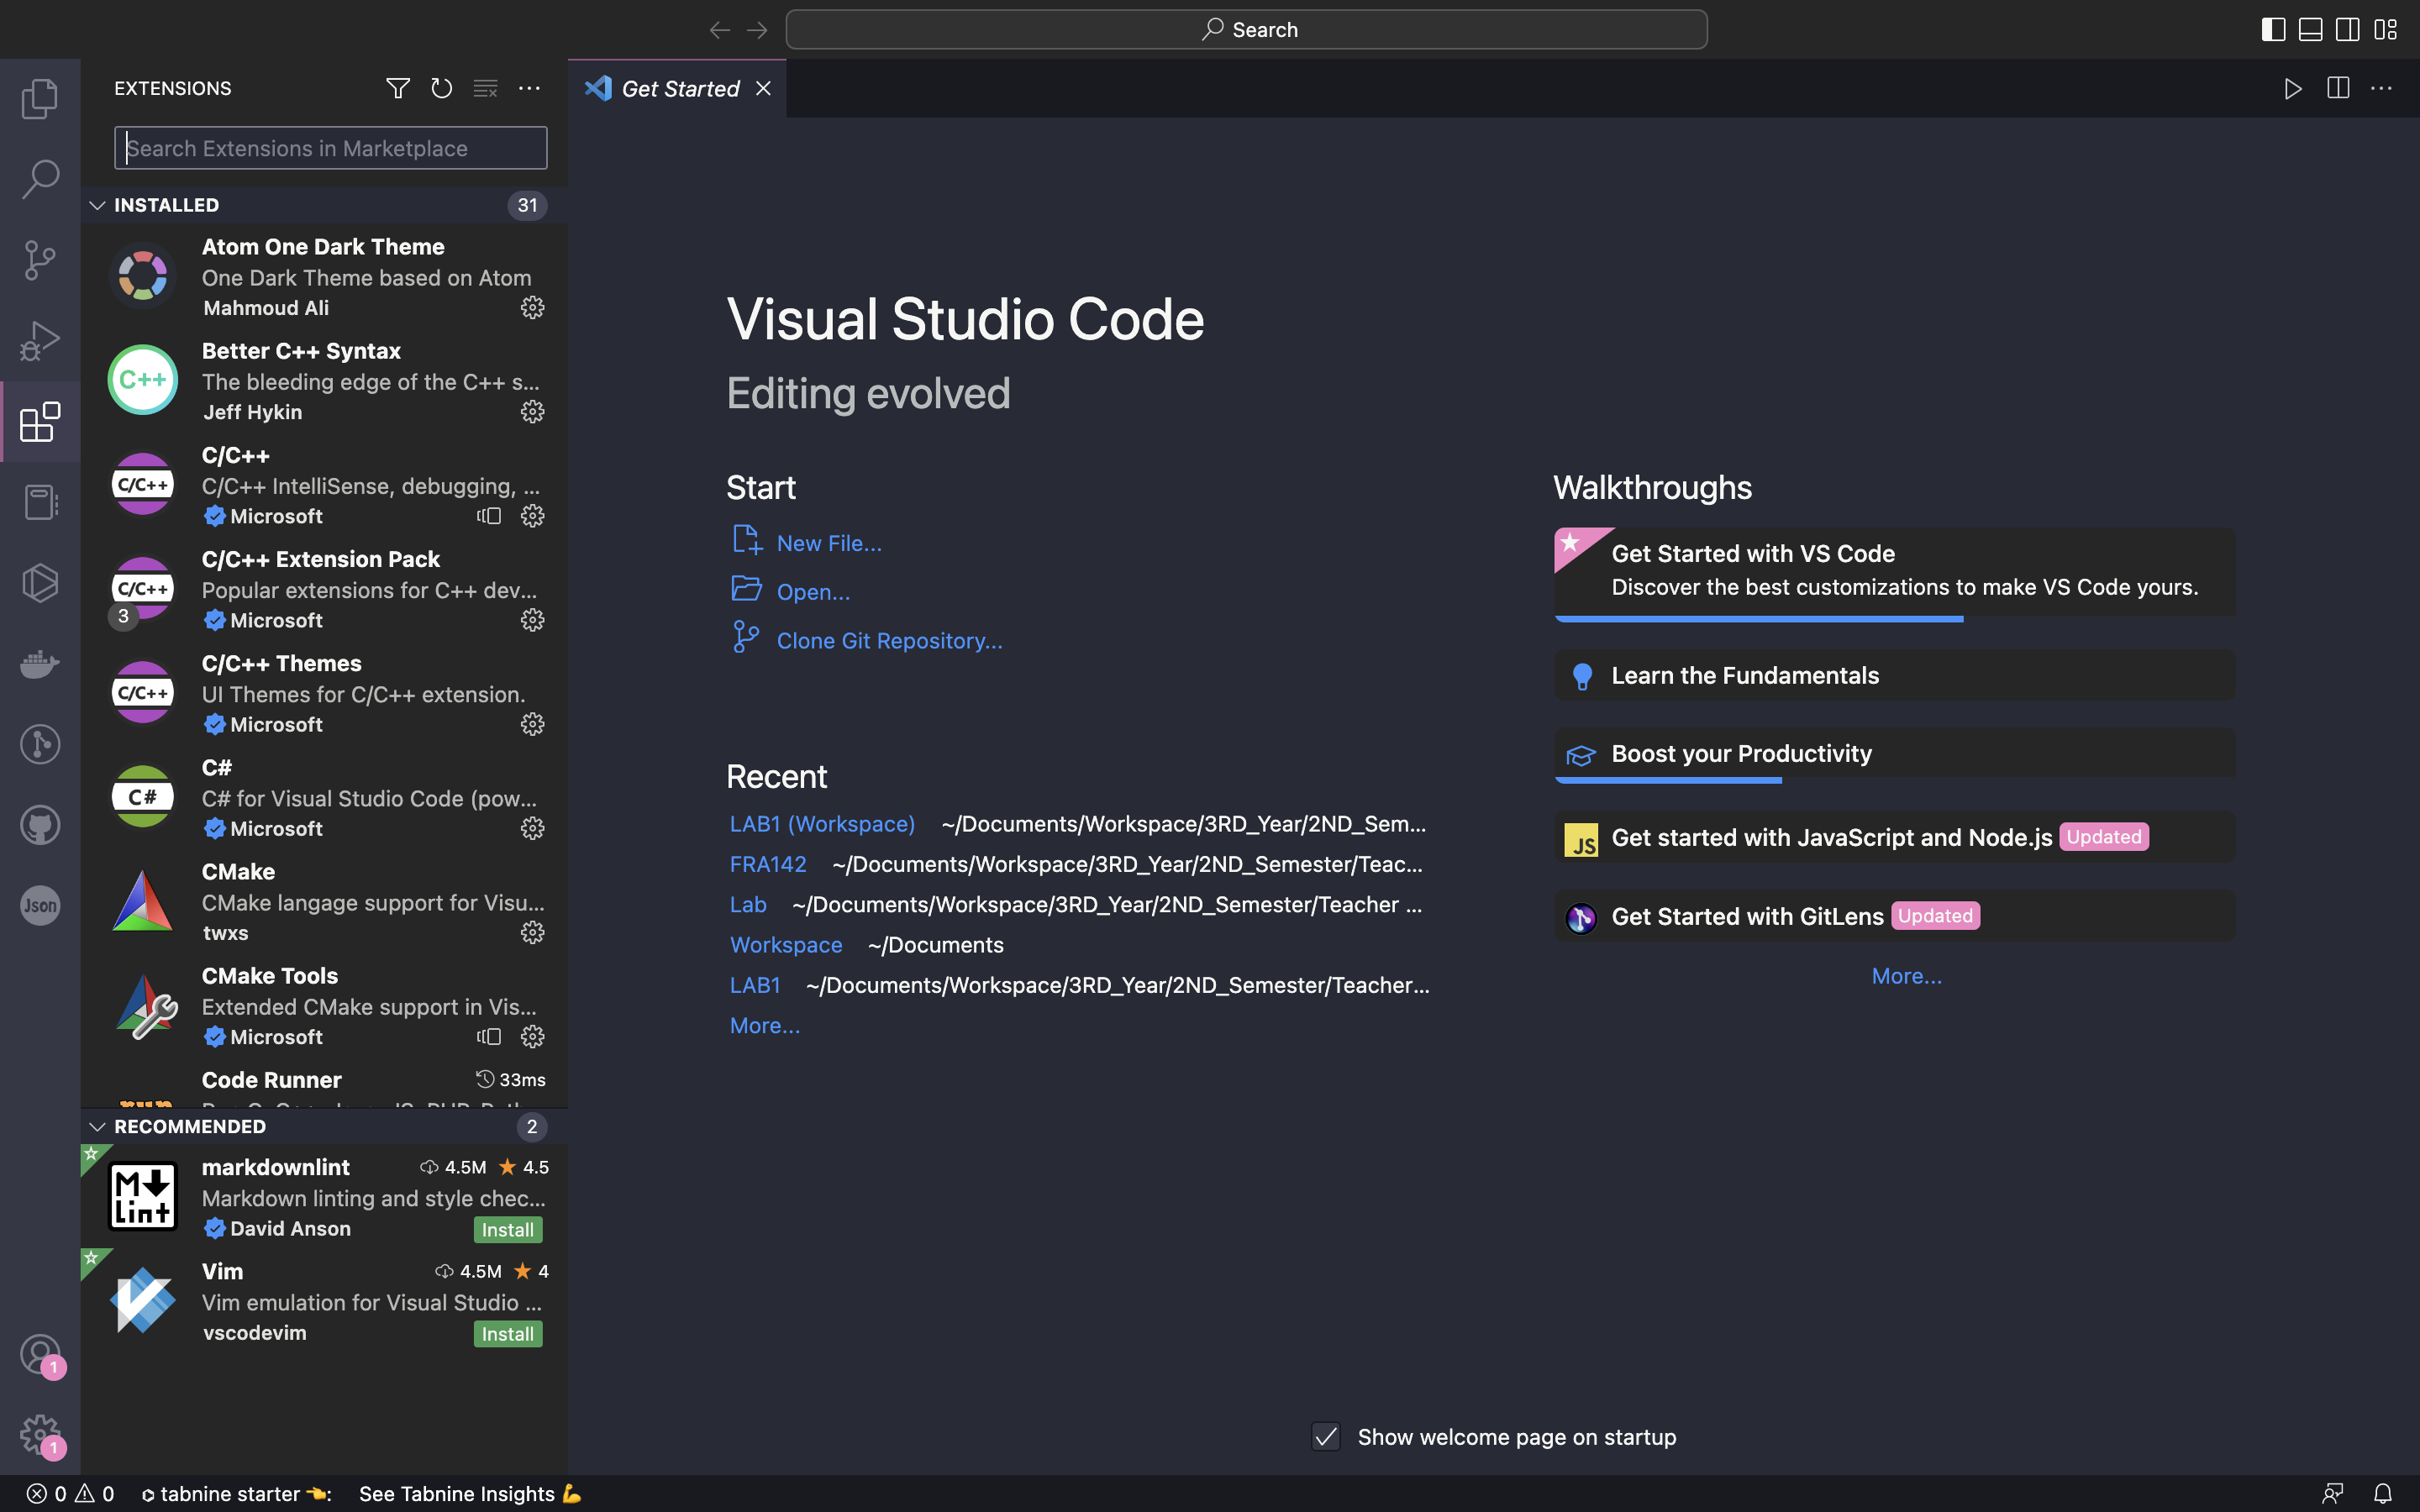 Search
EXTENSIONS
Get Started
Search Extensions in Marketplace
INSTALLED 31
Atom One Dark Theme
One Dark Theme based on Atom
Mahmoud Ali
C++
Better C++ Syntax
The bleeding edge of the C++ s...
Jeff Hykin
C/C++
C/C++
C/C++ IntelliSense, debugging, ...
Microsoft
C/C++
3
C/C++ Extension Pack
Popular extensions for C++ dev...
Microsoft
C/C++
C/C++ Themes
UI Themes for C/C++ extension.
Microsoft
C#
C#
C# for Visual Studio Code (pow...
Microsoft
CMake
CMake langage support for Visu...
twxs
CMake Tools
Extended CMake support in Vis...
Microsoft
Code Runner 33ms
RECOMMENDED 2
M
Lint
markdownlint 4.5M 4.5
Markdown linting and style chec...
David Anson Install
Vim 4.5M 4
Vim emulation for Visual Studio ...
vscodevim Install
Json
1
1
Visual Studio Code
Editing evolved
Start
New File...
Open...
Clone Git Repository...
Recent
LAB1 (Workspace) ~/Documents/Workspace/3RD_Year/2ND_Sem...
FRA142 ~/Documents/Workspace/3RD_Year/2ND_Semester/Teac...
Lab ~/Documents/Workspace/3RD_Year/2ND_Semester/Teacher ...
Workspace ~/Documents
LAB1 ~/Documents/Workspace/3RD_Year/2ND_Semester/Teacher...
More...
Walkthroughs
Get Started with VS Code
Discover the best customizations to make VS Code yours.
Learn the Fundamentals
Boost your Productivity
JS
Get started with JavaScript and Node.js Updated
Get Started with GitLens Updated
More...
Show welcome page on startup
0 0 tabnine starter 👈: See Tabnine Insights 💪